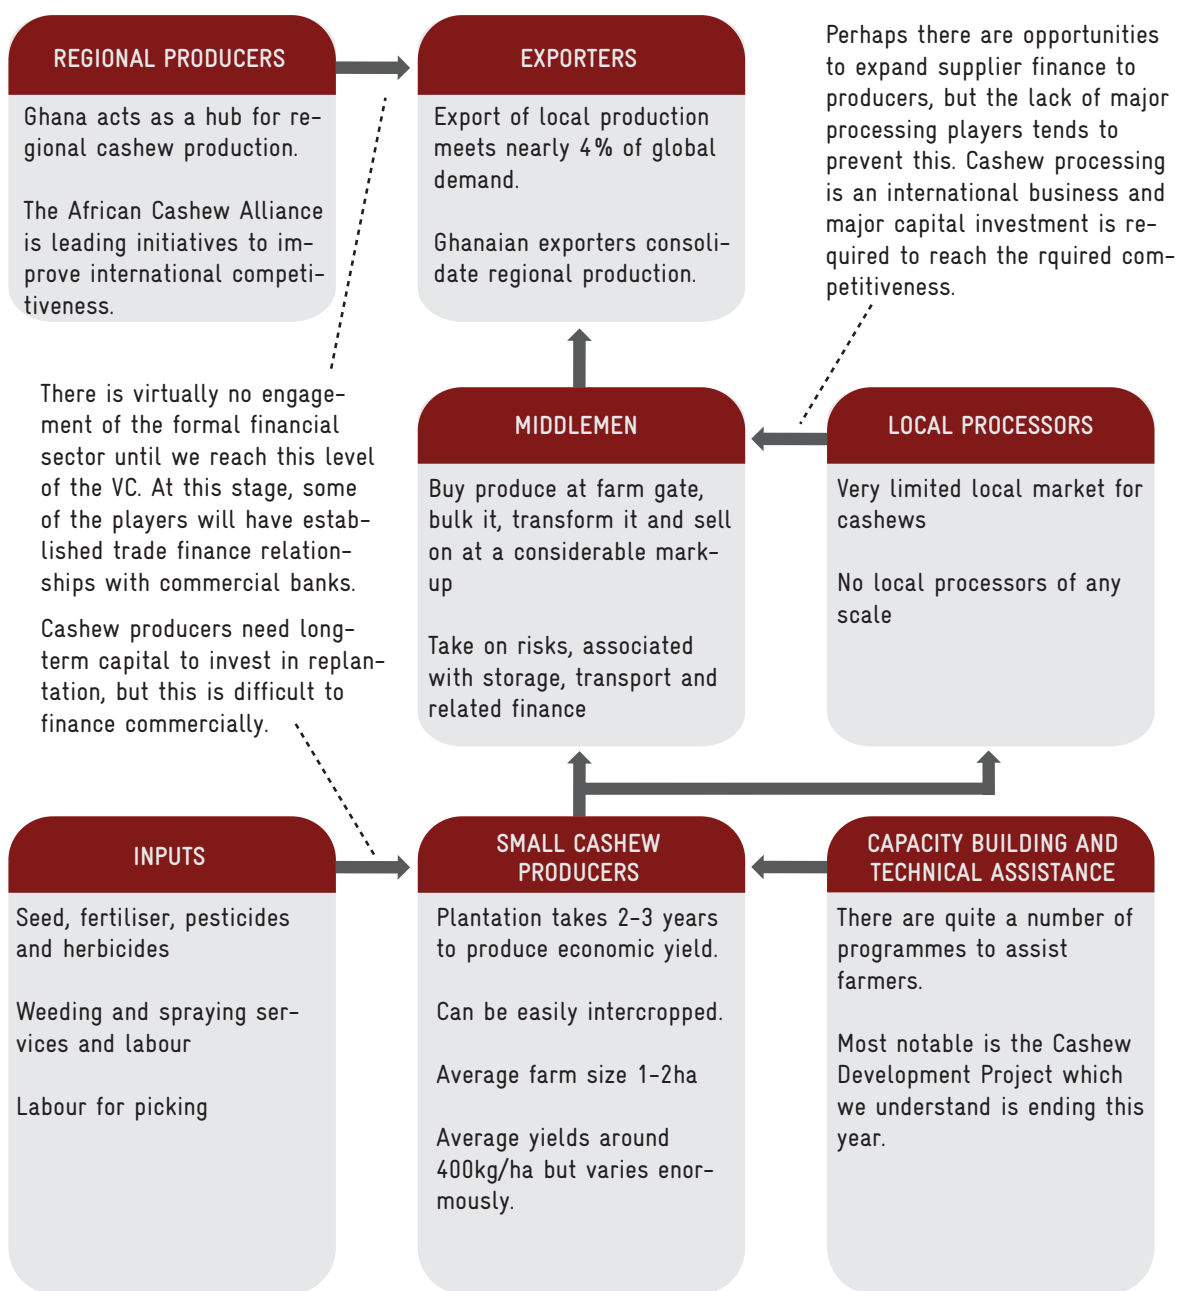 REGIONAL PRODUCERS
Ghana acts as a hub for re-
gional cashew production.
The African Cashew Alliance
is leading initiatives to im-
prove international competi-
tiveness.
EXPORTERS
Export of local production
meets nearly 4% of global
demand.
Ghanaian exporters consoli-
date regional production.
Perhaps there are opportunities
to expand supplier finance to
producers, but the lack of major
processing players tends to
prevent this. Cashew processing
is an international business and
major capital investment is re-
quired to reach the rquired com-
petitiveness.
There is virtually no engage-
ment of the formal financial
sector until we reach this level
of the VC. At this stage, some
of the players will have estab-
lished trade finance relation-
ships with commercial banks.
Cashew producers need long-
term capital to invest in replan-
tation, but this is difficult to
finance commercially.
MIDDLEMEN
Buy produce at farm gate,
bulk it, transform it and sell
on at a considerable mark-
up
Take on risks, associated
with storage, transport and
related finance
LOCAL PROCESSORS
Very limited local market for
cashews
No local processors of any
scale
INPUTS
Seed, fertiliser, pesticides
and herbicides
Weeding and spraying ser-
vices and labour
Labour for picking
SMALL CASHEW
PRODUCERS
Plantation takes 2-3 years
to produce economic yield.
Can be easily intercropped.
Average farm size 1-2ha
Average yields around
400kg/ha but varies enor-
mously.
CAPACITY BUILDING AND
TECHNICAL ASSISTANCE
There are quite a number of
programmes to assist
farmers.
Most notable is the Cashew
Development Project which
we understand is ending this
year.